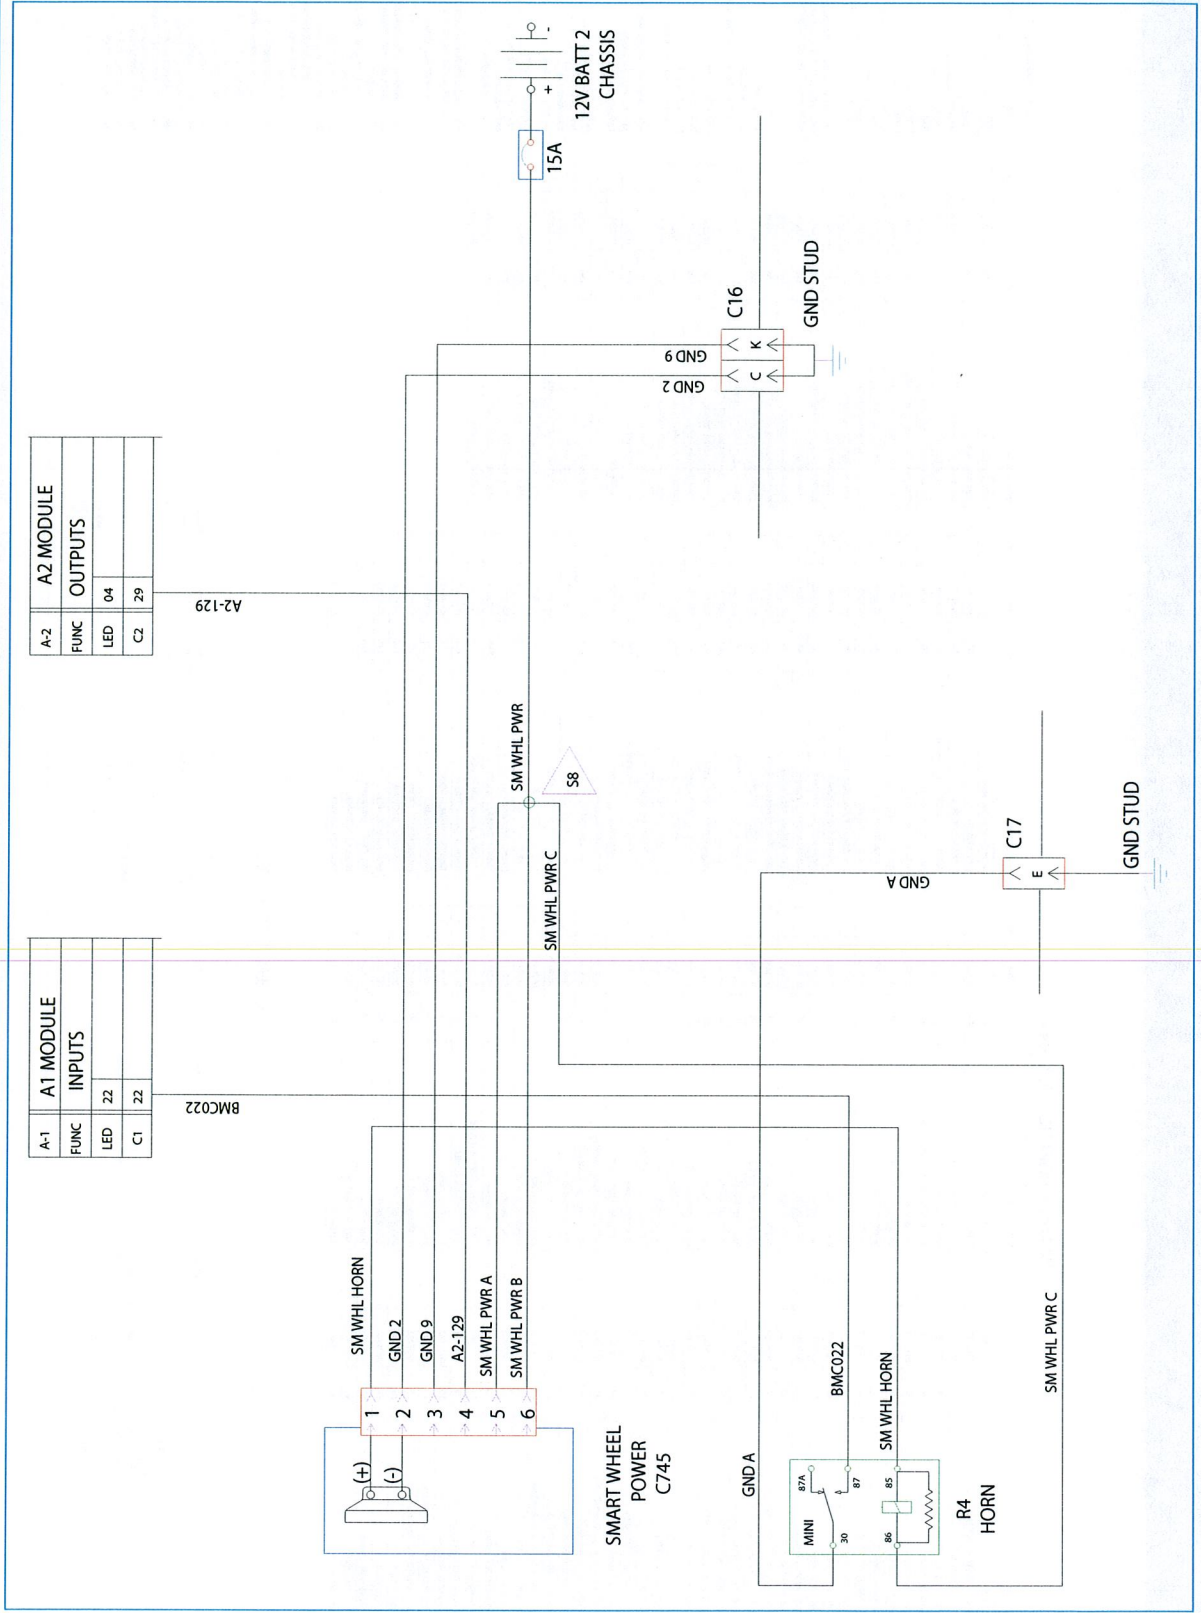 A-1
A1 MODULE
FUNC
INPUTS
LED
22
C1
22
BMC022
A-2
A2 MODULE
FUNC
OUTPUTS
LED
04
C2
29
A2-129
SMART WHEEL
POWER
C745
(+)
(-)
1
2
3
4
5
6
SM WHL HORN
GND 2
GND 9
A2-129
SM WHL PWR A
SM WHL PWR B
SM WHL PWR C
SM WHL PWR
S8
15A
+
-
12V BATT 2
CHASSIS
GND 2
GND 9
C
K
C16
GND STUD
GND A
E
C17
GND STUD
GND A
BMC022
SM WHL HORN
SM WHL PWR C
MINI
87A
87
30
85
86
R4
HORN